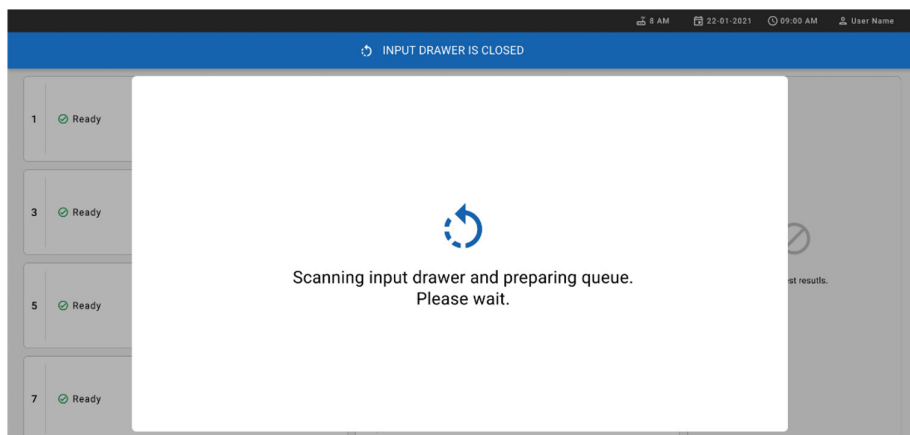 8 AM 22-01-2021 09:00 AM User Name
INPUT DRAWER IS CLOSED
1 Ready
3 Ready
Scanning input drawer and preparing queue.
Please wait.
resutls.
5 Ready
7 Ready